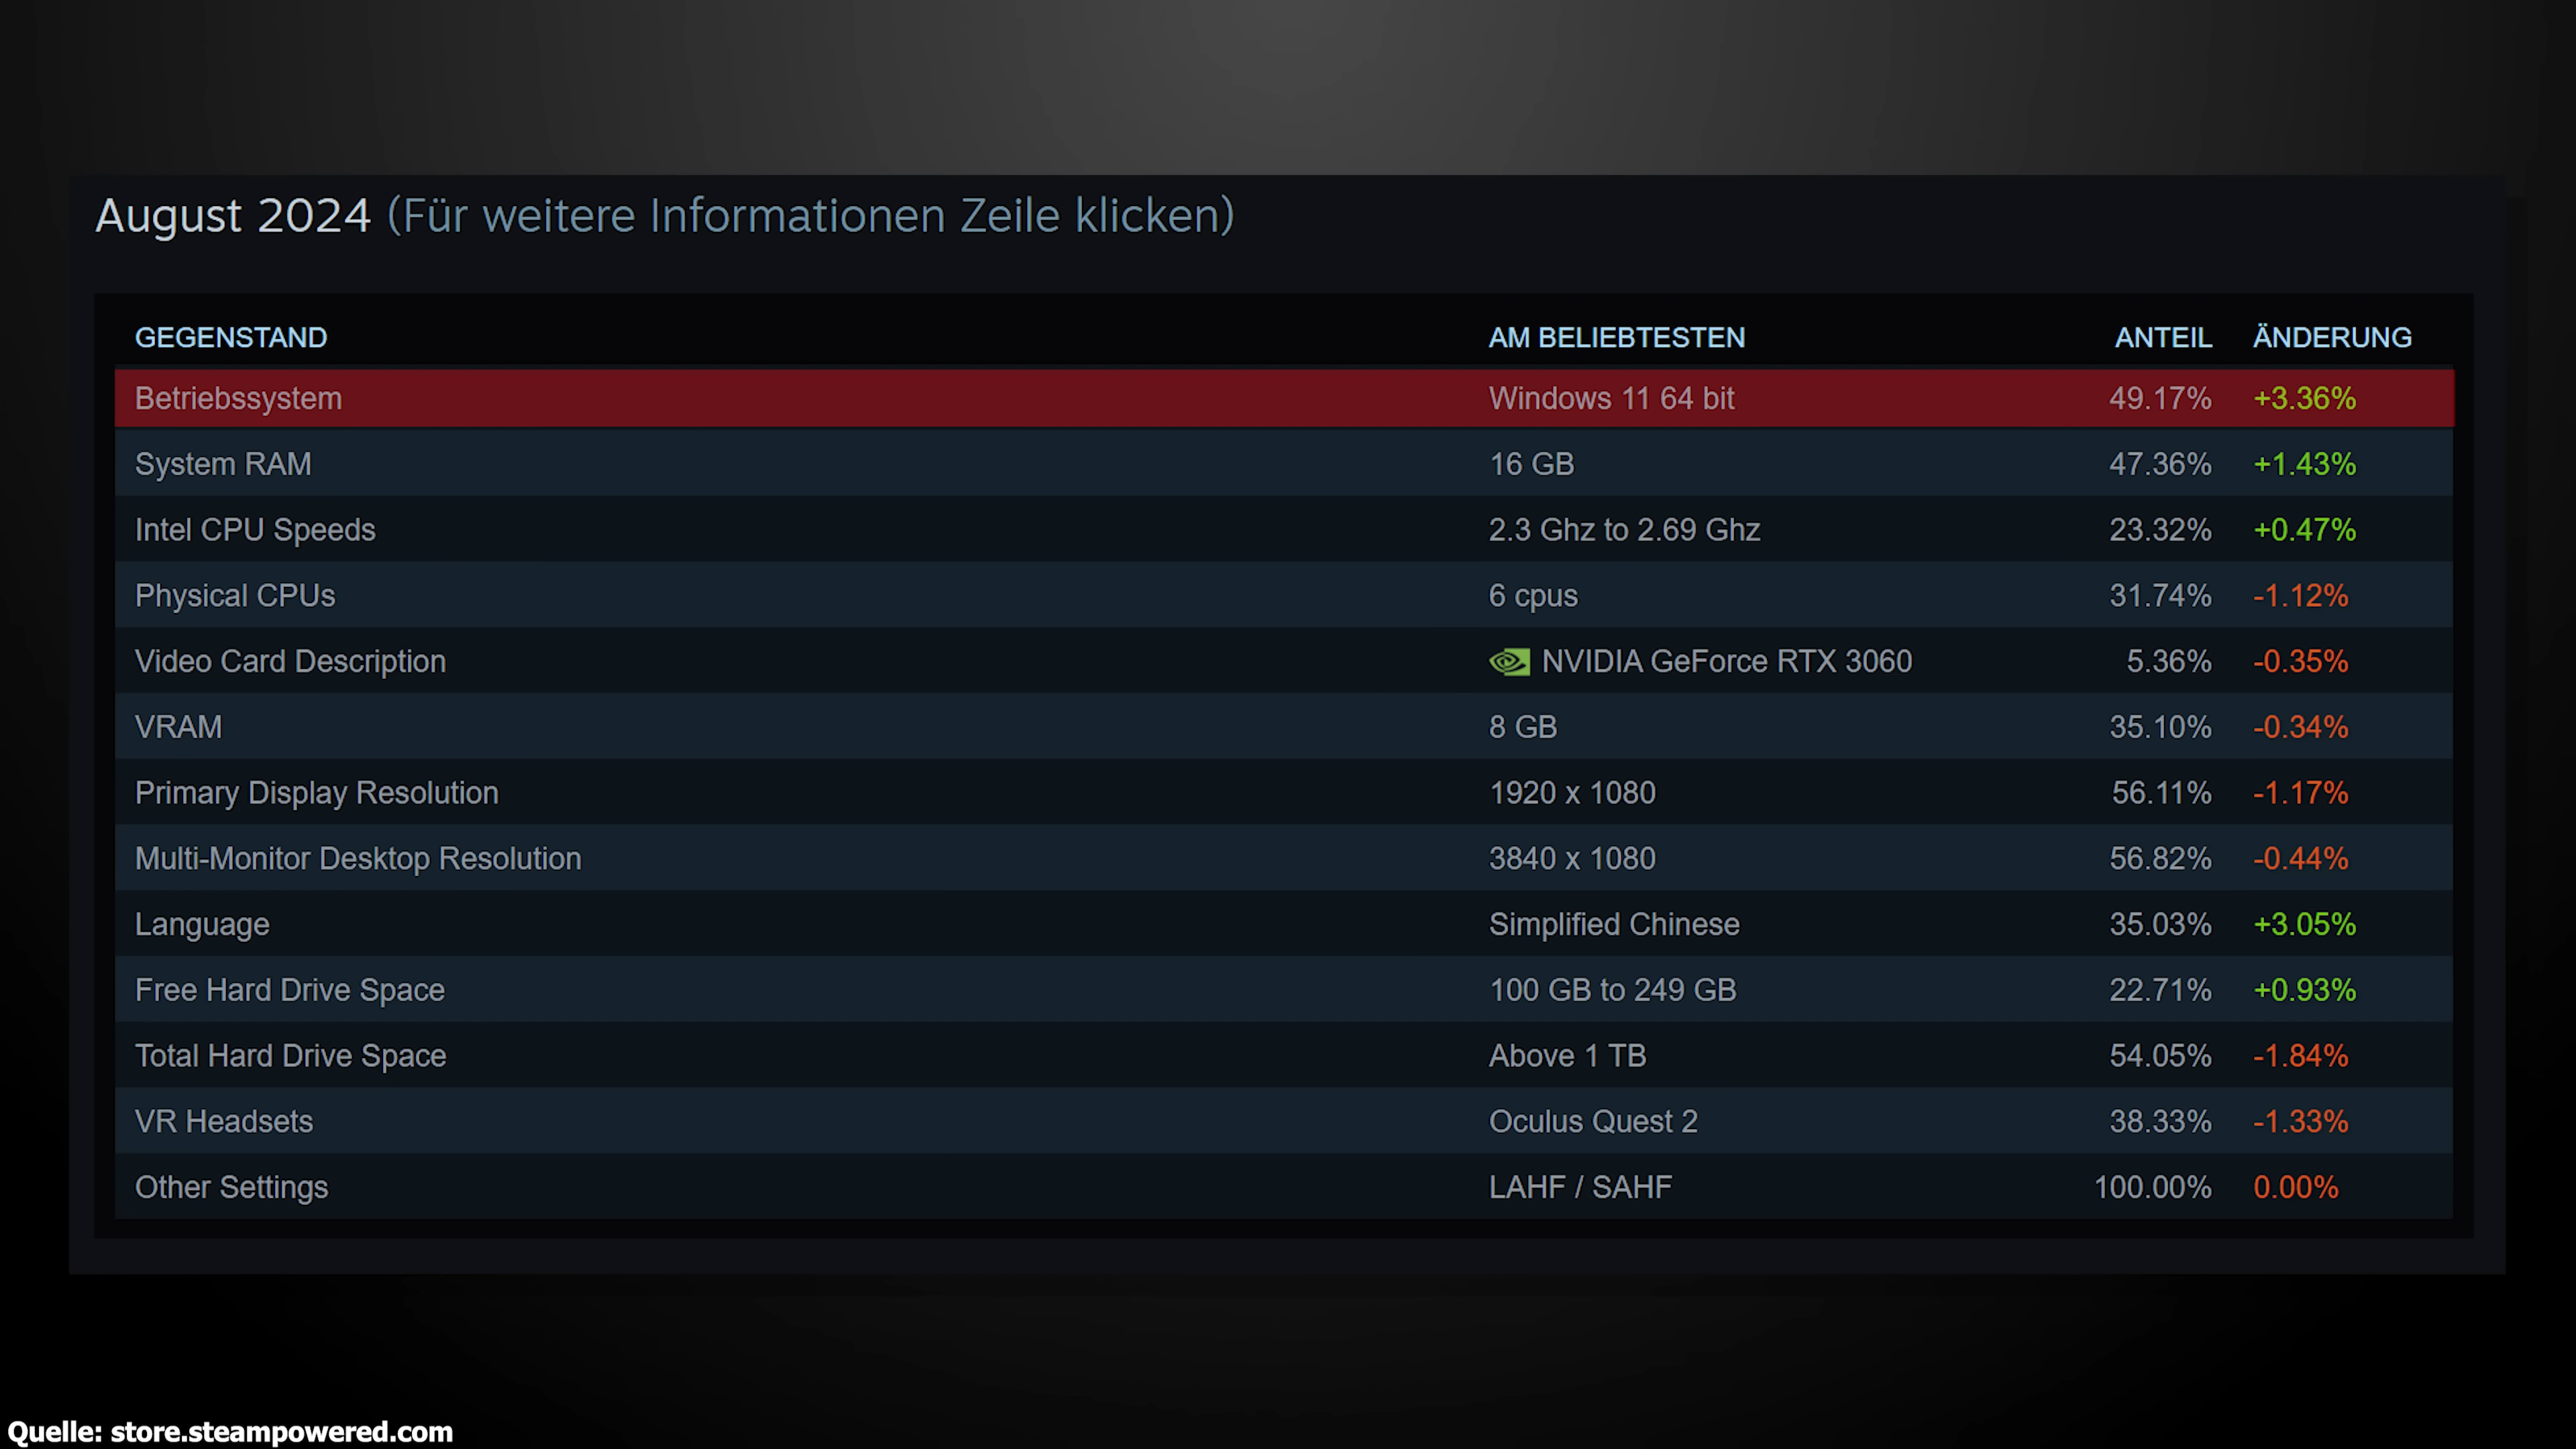 August 2024 (Für weitere Informationen Zeile klicken)
GEGENSTAND AM BELIEBTESTEN ANTEIL ÄNDERUNG
Betriebssystem Windows 11 64 bit 49.17% +3.36%
System RAM 16 GB 47.36% +1.43%
Intel CPU Speeds 2.3 Ghz to 2.69 Ghz 23.32% +0.47%
Physical CPUs 6 cpus 31.74% -1.12%
Video Card Description NVIDIA GeForce RTX 3060 5.36% -0.35%
VRAM 8 GB 35.10% -0.34%
Primary Display Resolution 1920 x 1080 56.11% -1.17%
Multi-Monitor Desktop Resolution 3840 x 1080 56.82% -0.44%
Language Simplified Chinese 35.03% +3.05%
Free Hard Drive Space 100 GB to 249 GB 22.71% +0.93%
Total Hard Drive Space Above 1 TB 54.05% -1.84%
VR Headsets Oculus Quest 2 38.33% -1.33%
Other Settings LAHF / SAHF 100.00% 0.00%
Quelle: store.steampowered.com